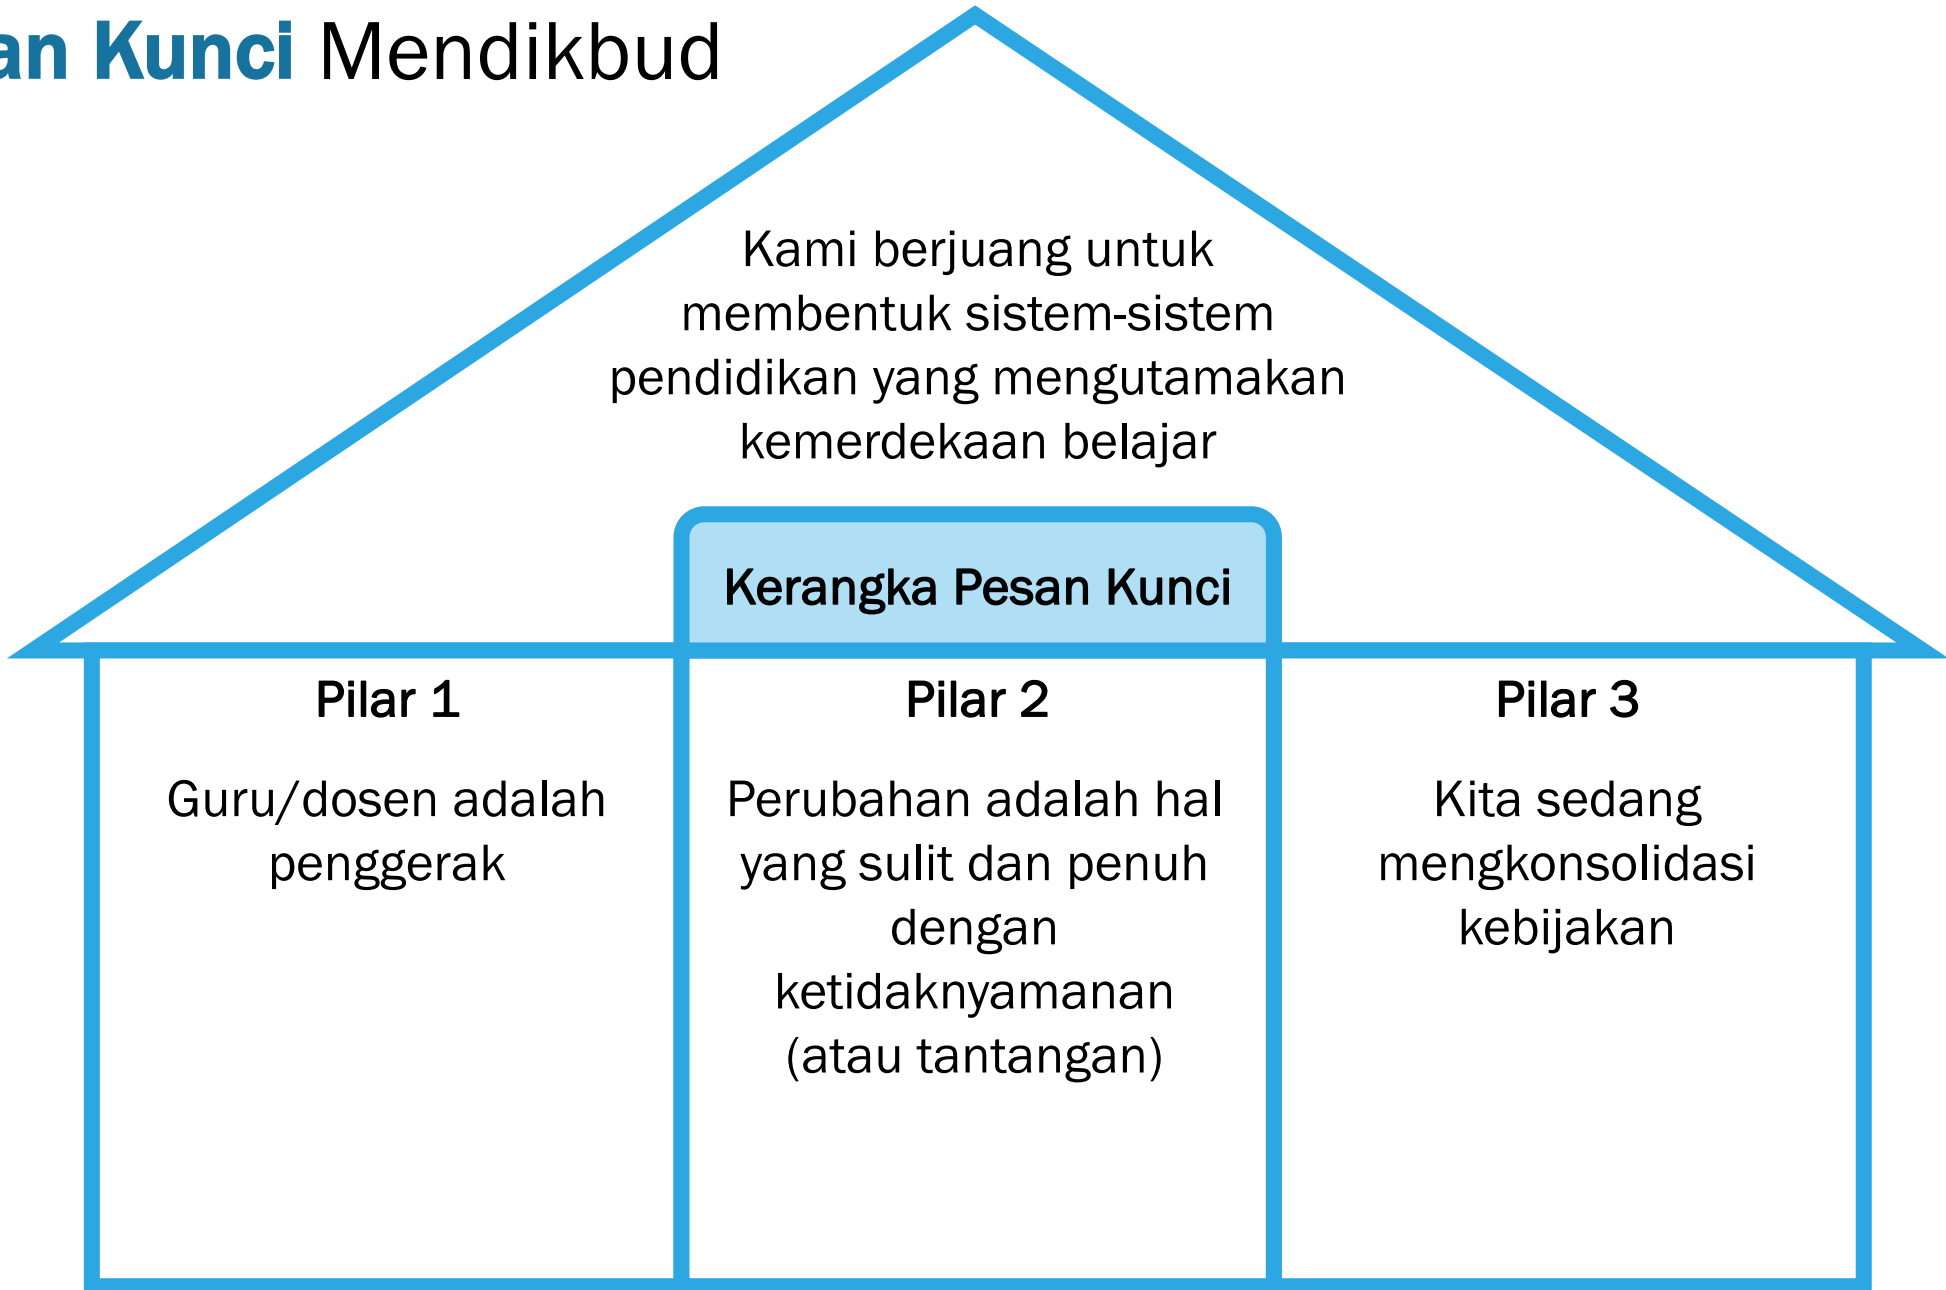 an Kunci Mendikbud
Kami berjuang untuk
membentuk sistem-sistem
pendidikan yang mengutamakan
kemerdekaan belajar
Kerangka Pesan Kunci
Pilar 1
Guru/dosen adalah
penggerak
Pilar 2
Perubahan adalah hal
yang sulit dan penuh
dengan
ketidaknyamanan
(atau tantangan)
Pilar 3
Kita sedang
mengkonsolidasi
kebijakan